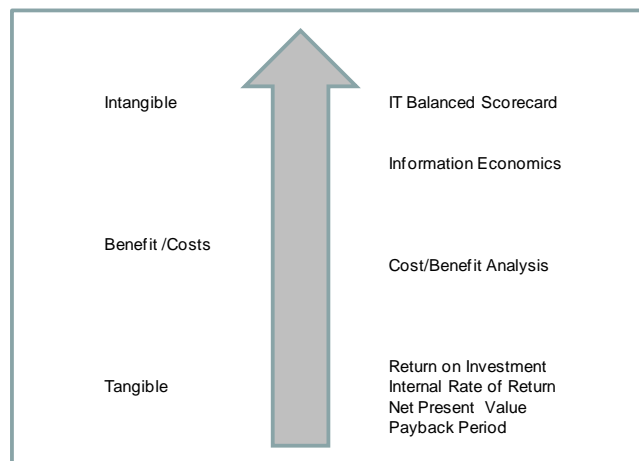 Intangible
IT Balanced Scorecard
Information Economics
Benefit /Costs
Cost/Benefit Analysis
Tangible
Return on Investment
Internal Rate of Return
Net Present Value
Payback Period